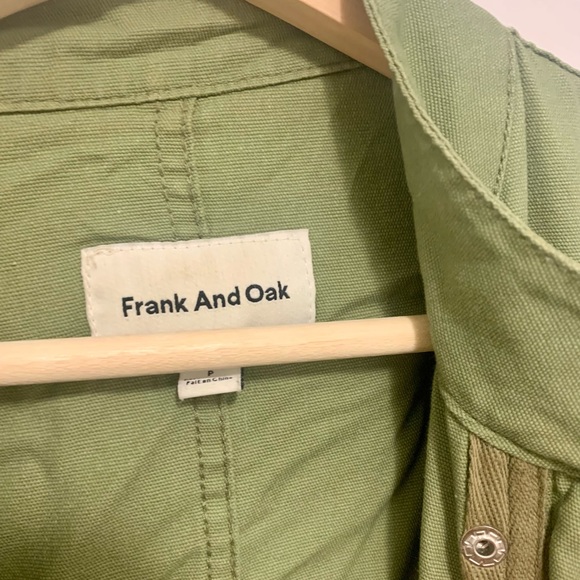 Frank And Oak
P
Fait en Chine